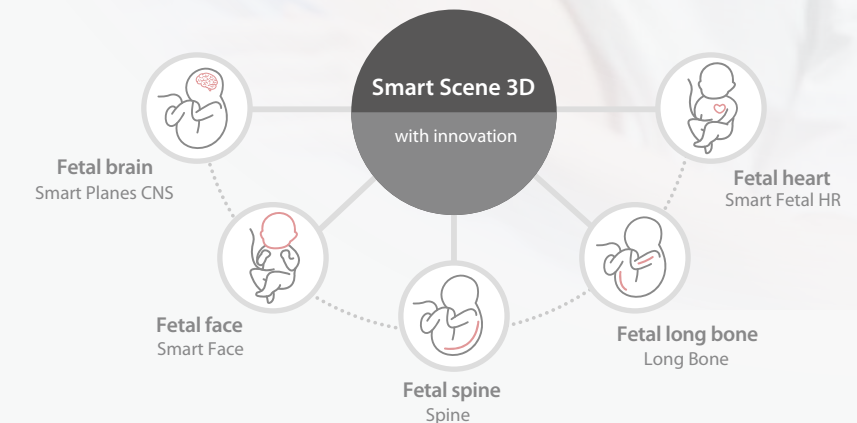 Smart Scene 3D
with innovation
Fetal brain
Smart Planes CNS
Fetal heart
Smart Fetal HR
Fetal face
Smart Face
Fetal long bone
Long Bone
Fetal spine
Spine